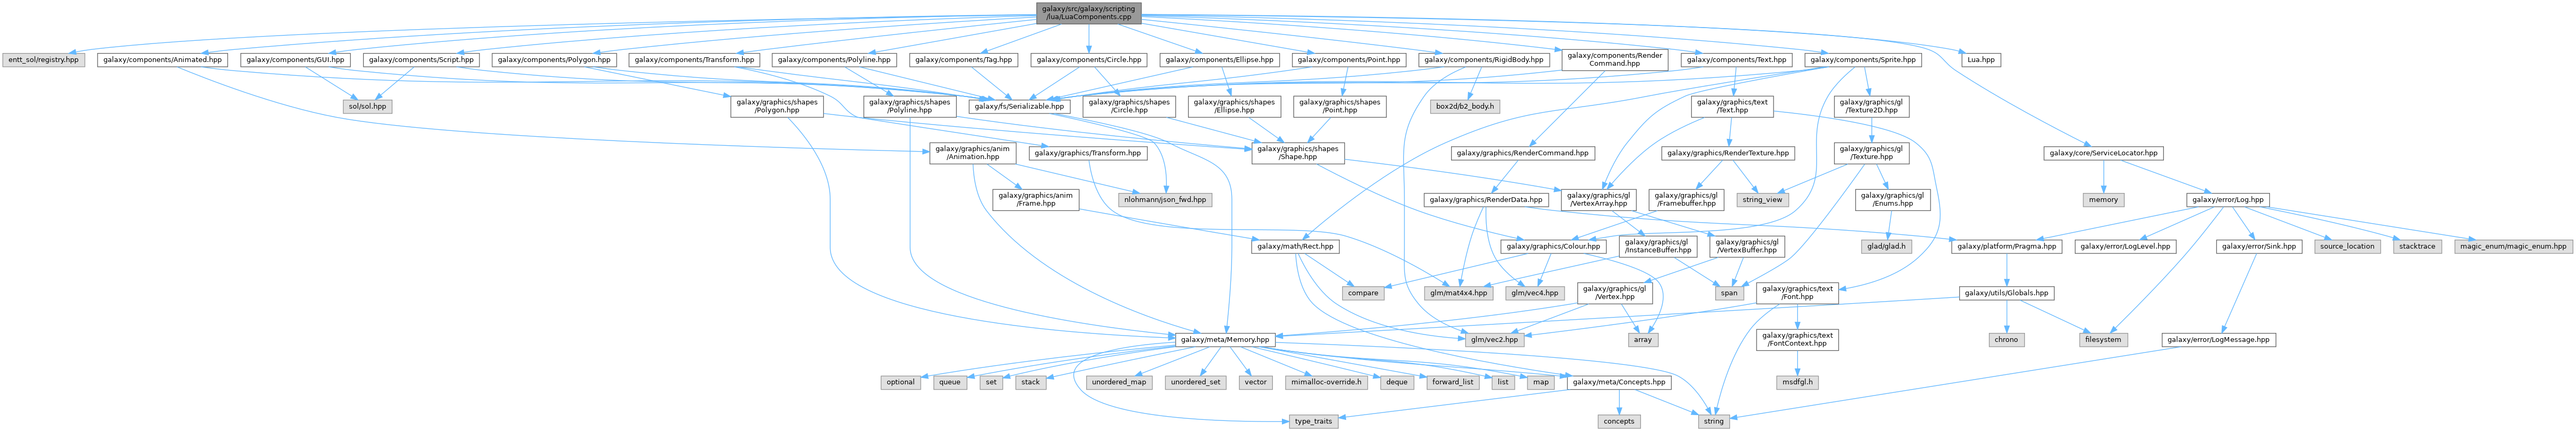 galaxy/src/galaxy/scripting
/lua/LuaComponents.cpp
entt_sol/registry.hpp
galaxy/components/Animated.hpp
galaxy/components/GUI.hpp
galaxy/components/Script.hpp
galaxy/components/Polygon.hpp
galaxy/components/Transform.hpp
galaxy/components/Polyline.hpp
galaxy/components/Tag.hpp
galaxy/components/Circle.hpp
galaxy/components/Ellipse.hpp
galaxy/components/Point.hpp
galaxy/components/RigidBody.hpp
galaxy/components/Render
Command.hpp
galaxy/components/Text.hpp
galaxy/components/Sprite.hpp
Lua.hpp
sol/sol.hpp
galaxy/graphics/shapes
/Polygon.hpp
galaxy/graphics/shapes
/Polyline.hpp
galaxy/fs/Serializable.hpp
galaxy/graphics/shapes
/Circle.hpp
galaxy/graphics/shapes
/Ellipse.hpp
galaxy/graphics/shapes
/Point.hpp
box2d/b2_body.h
galaxy/graphics/text
/Text.hpp
galaxy/graphics/gl
/Texture2D.hpp
galaxy/graphics/anim
/Animation.hpp
galaxy/graphics/Transform.hpp
galaxy/graphics/shapes
/Shape.hpp
galaxy/graphics/RenderCommand.hpp
galaxy/graphics/RenderTexture.hpp
galaxy/graphics/gl
/Texture.hpp
galaxy/core/ServiceLocator.hpp
galaxy/graphics/anim
/Frame.hpp
nlohmann/json_fwd.hpp
galaxy/graphics/RenderData.hpp
galaxy/graphics/gl
/VertexArray.hpp
galaxy/graphics/gl
/Framebuffer.hpp
string_view
galaxy/graphics/gl
/Enums.hpp
memory
galaxy/error/Log.hpp
galaxy/math/Rect.hpp
galaxy/graphics/Colour.hpp
galaxy/graphics/gl
/InstanceBuffer.hpp
galaxy/graphics/gl
/VertexBuffer.hpp
glad/glad.h
galaxy/platform/Pragma.hpp
galaxy/error/LogLevel.hpp
galaxy/error/Sink.hpp
source_location
stacktrace
magic_enum/magic_enum.hpp
compare
glm/mat4x4.hpp
glm/vec4.hpp
galaxy/graphics/gl
/Vertex.hpp
span
galaxy/graphics/text
/Font.hpp
galaxy/utils/Globals.hpp
galaxy/meta/Memory.hpp
glm/vec2.hpp
array
galaxy/graphics/text
/FontContext.hpp
chrono
filesystem
galaxy/error/LogMessage.hpp
optional
queue
set
stack
unordered_map
unordered_set
vector
mimalloc-override.h
deque
forward_list
list
map
galaxy/meta/Concepts.hpp
msdfgl.h
type_traits
concepts
string